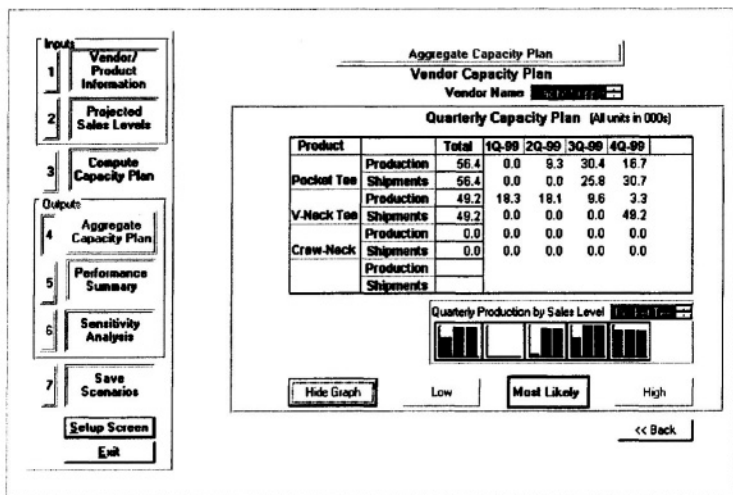 Inputs
1 Vendor/
Product
Information
2 Projected
Sales Levels
3 Compute
Capacity Plan
Outputs
4 Aggregate
Capacity Plan
5 Performance
Summary
6 Sensitivity
Analysis
7 Save
Scenarios
Setup Screen
Exit
Aggregate Capacity Plan
Vendor Capacity Plan
Vendor Name
Quarterly Capacity Plan (All units in 000s)
Product Total 1Q-99 2Q-99 3Q-99 4Q-99
Production 56.4 0.0 9.3 30.4 16.7
Pocket Tee Shipments 56.4 0.0 0.0 25.8 30.7
Production 49.2 18.3 18.1 9.6 3.3
V-Neck Tee Shipments 49.2 0.0 0.0 0.0 49.2
Production 0.0 0.0 0.0 0.0 0.0
Crew-Neck Shipments 0.0 0.0 0.0 0.0 0.0
Production
Shipments
Quarterly Production by Sales Level
Hide Graph Low Most Likely High
<< Back